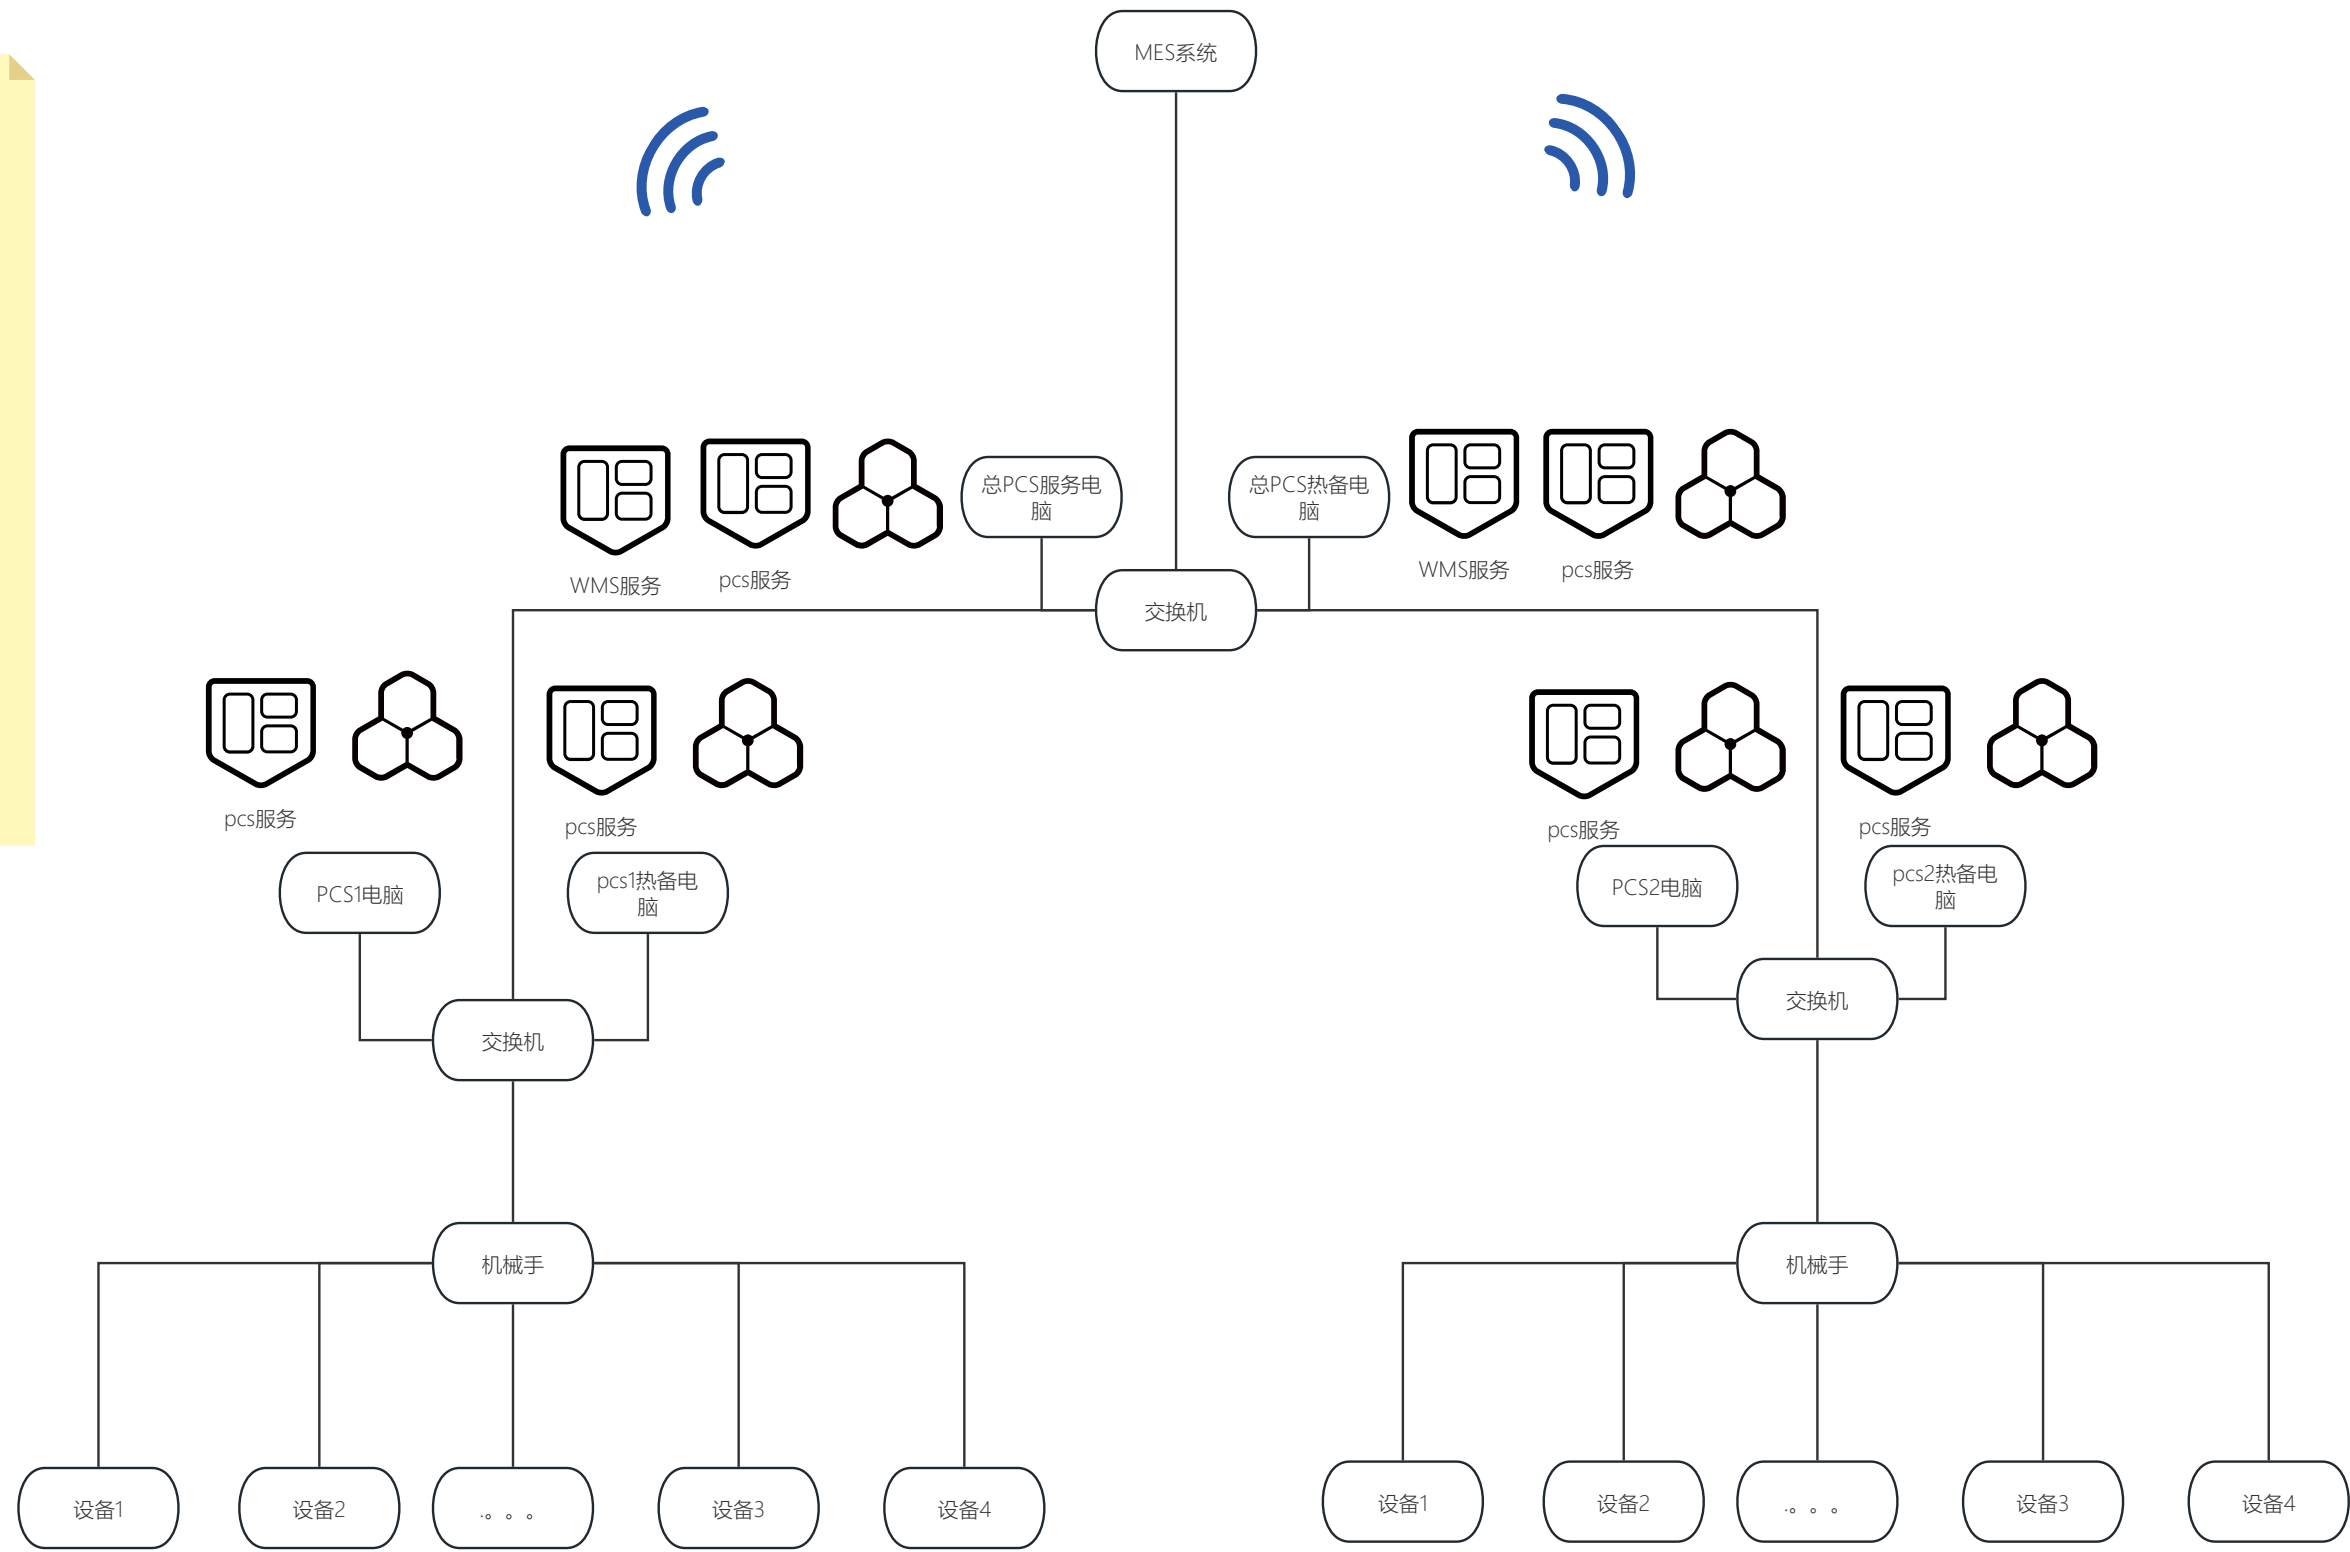 MES系统
总PCS服务电
脑
总PCS热备电
脑
WMS服务
pcs服务
WMS服务
pcs服务
交换机
pcs服务
pcs服务
pcs服务
pcs服务
PCS1电脑
pcs1热备电
脑
PCS2电脑
pcs2热备电
脑
交换机
交换机
机械手
机械手
设备1
设备2
.。。。
设备3
设备4
设备1
设备2
.。。。
设备3
设备4